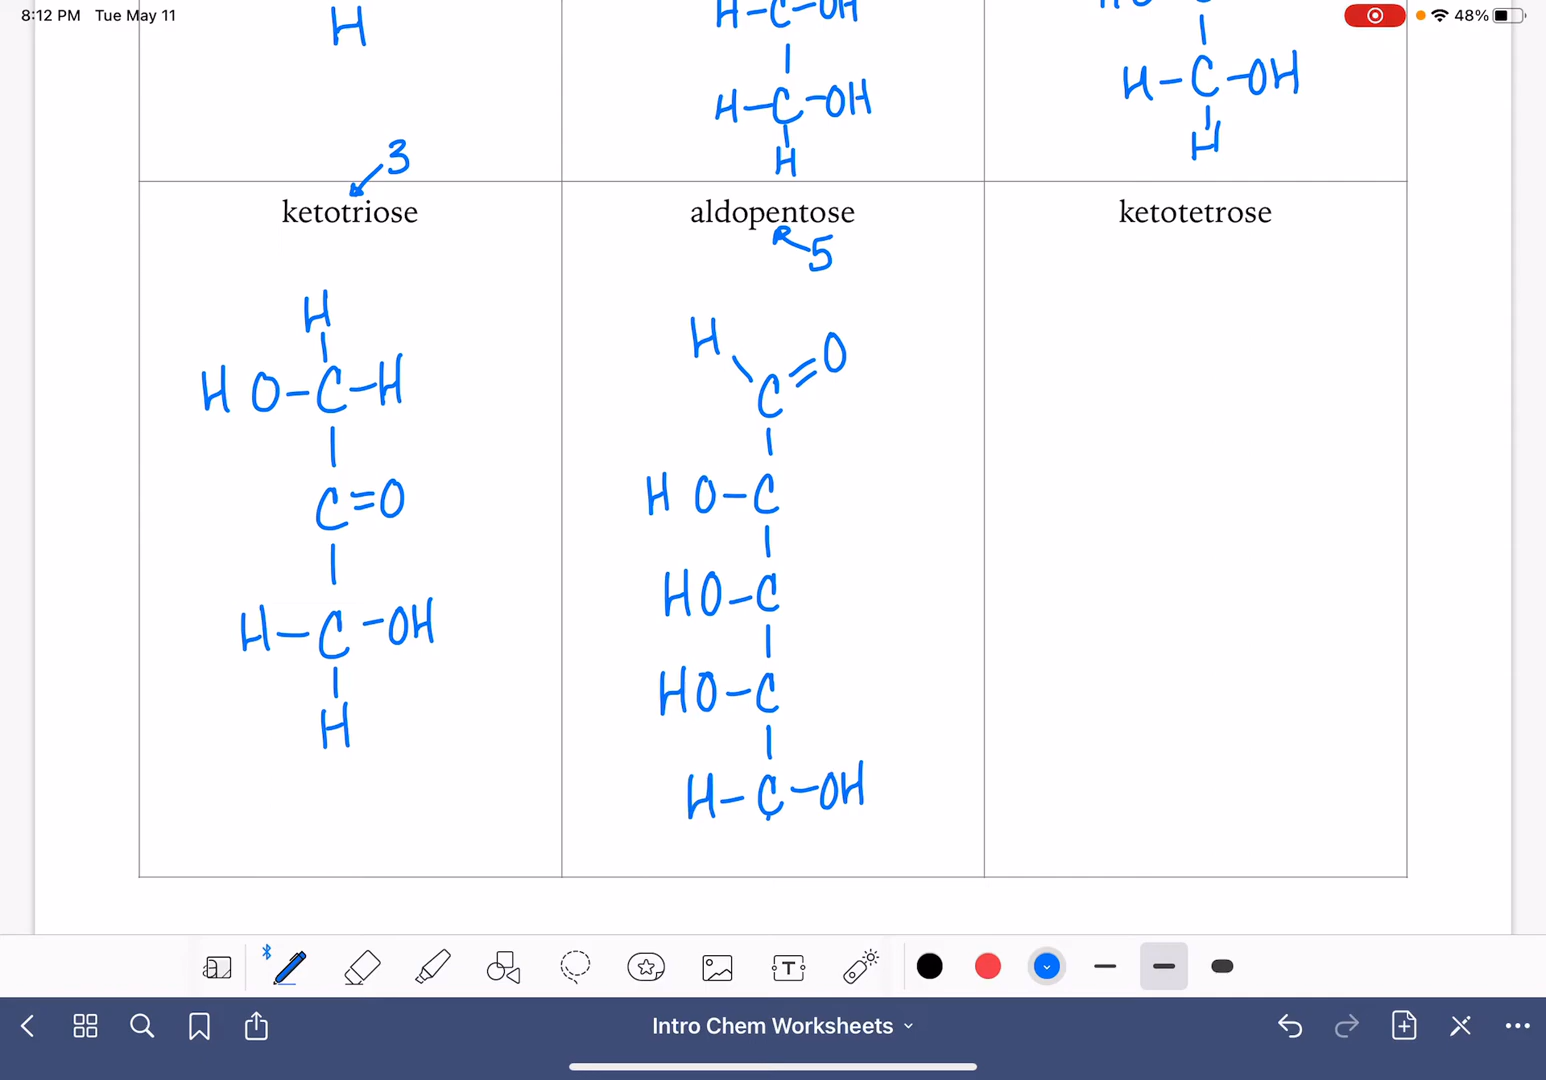 8:12 PM Tue May 11
48%
H
H-C-OH
H-C-OH
H
H-C-OH
H
3
ketotriose
aldopentose
ketotetrose
5
H
HO-C-H
C=O
H-C-OH
H
H
C=O
HO-C
HO-C
HO-C
H-C-OH
T
Intro Chem Worksheets